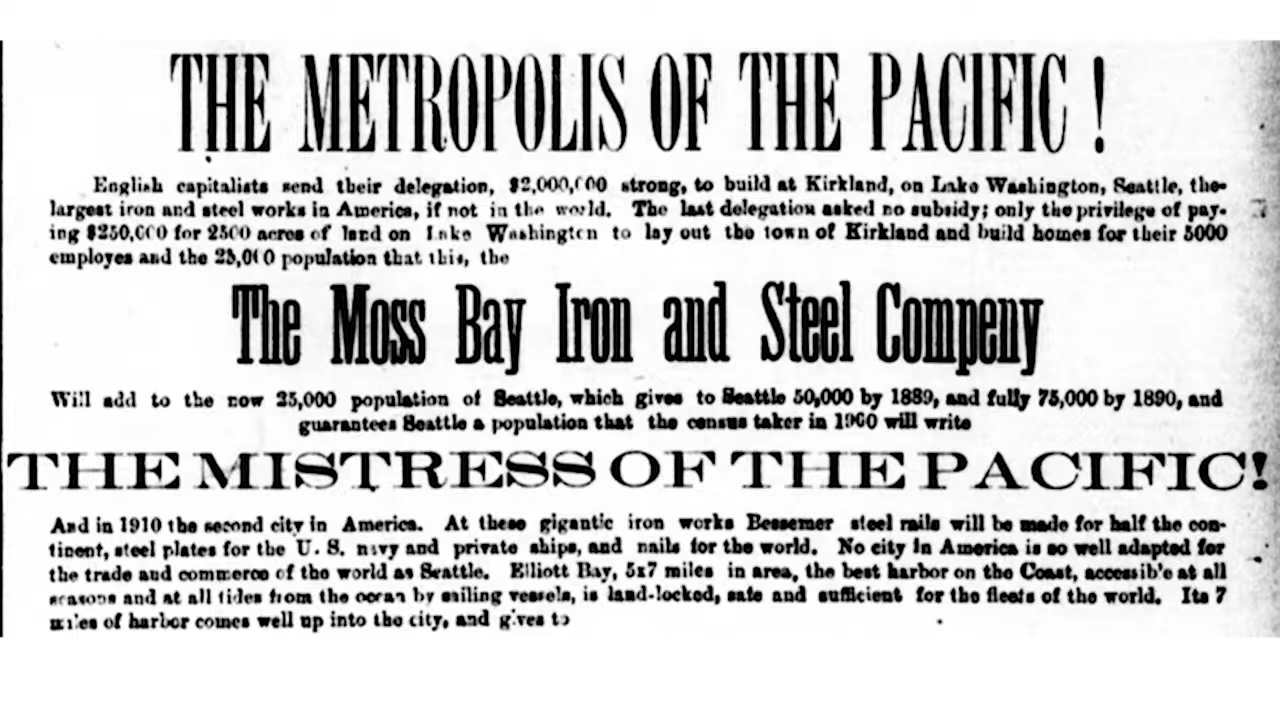 THE METROPOLIS OF THE PACIFIC !
English capitalists send their delegation, $2,000,000 strong, to build at Kirkland, on Lake Washington, Seattle, the
largest iron and steel works in America, if not in the world. The last delegation asked no subsidy; only the privilege of pay-
ing $250,000 for 2500 acres of land on Lake Washington to lay out the town of Kirkland and build homes for their 5000
employes and the 25,000 population that this, the
The Moss Bay Iron and Steel Compeny
Will add to the now 25,000 population of Seattle, which gives to Seattle 50,000 by 1889, and fully 75,000 by 1890, and
guarantees Seattle a population that the census taker in 1900 will write
THE MISTRESS OF THE PACIFIC!
And in 1910 the second city in America. At these gigantic iron works Bessemer steel rails will be made for half the con-
tinent, steel plates for the U. S. navy and private ships, and nails for the world. No city in America is so well adapted for
the trade and commerce of the world as Seattle. Elliott Bay, 5x7 miles in area, the best harbor on the Coast, accessible at all
seasons and at all tides from the ocean by sailing vessels, is land-locked, safe and sufficient for the fleets of the world. Its 7
miles of harbor comes well up into the city, and gives to